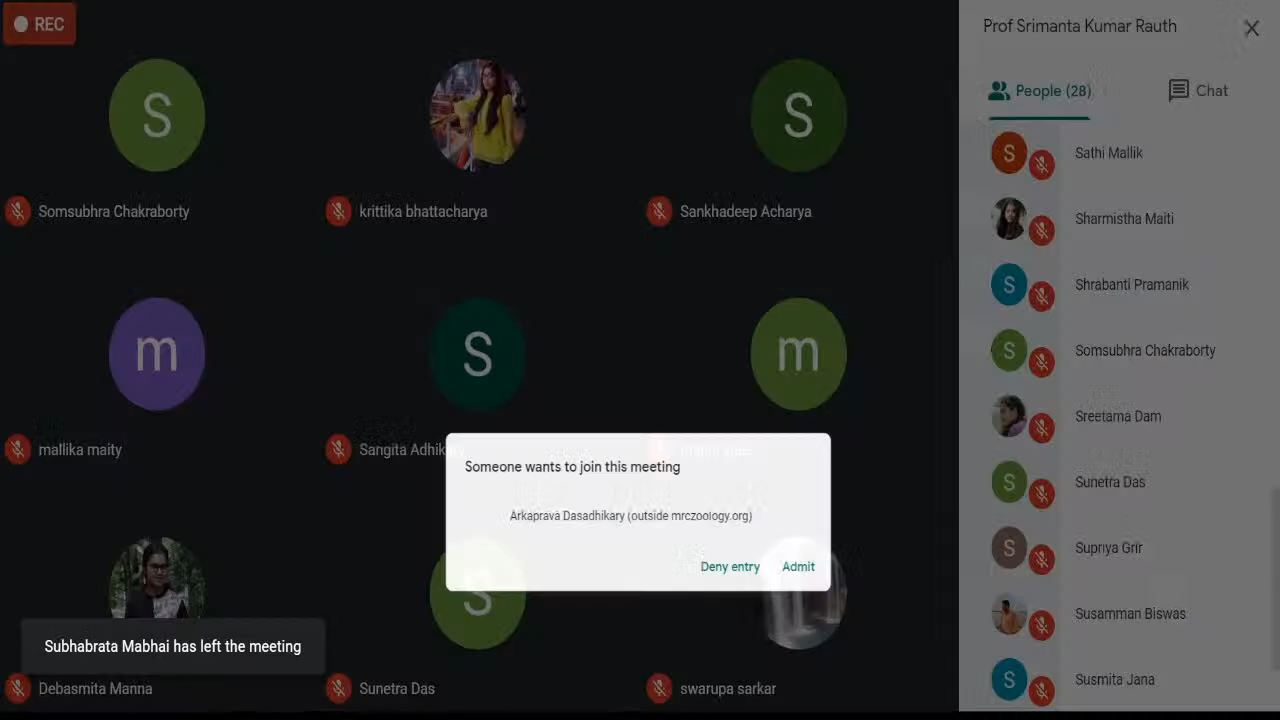 REC
Prof Srimanta Kumar Rauth
People (28)
Chat
S
S
Somsubhra Chakraborty
krittika bhattacharya
Sankhadeep Acharya
m
S
m
mallika maity
Sangita Adhik
Someone wants to join this meeting
Arkaprava Dasadhikary (outside mrczoology.org)
Deny entry
Admit
S
Subhabrata Mabhai has left the meeting
Debasmita Manna
Sunetra Das
swarupa sarkar
S
Sathi Mallik
Sharmistha Maiti
S
Shrabanti Pramanik
S
Somsubhra Chakraborty
Sreetama Dam
S
Sunetra Das
S
Supriya Grir
Susamman Biswas
S
Susmita Jana